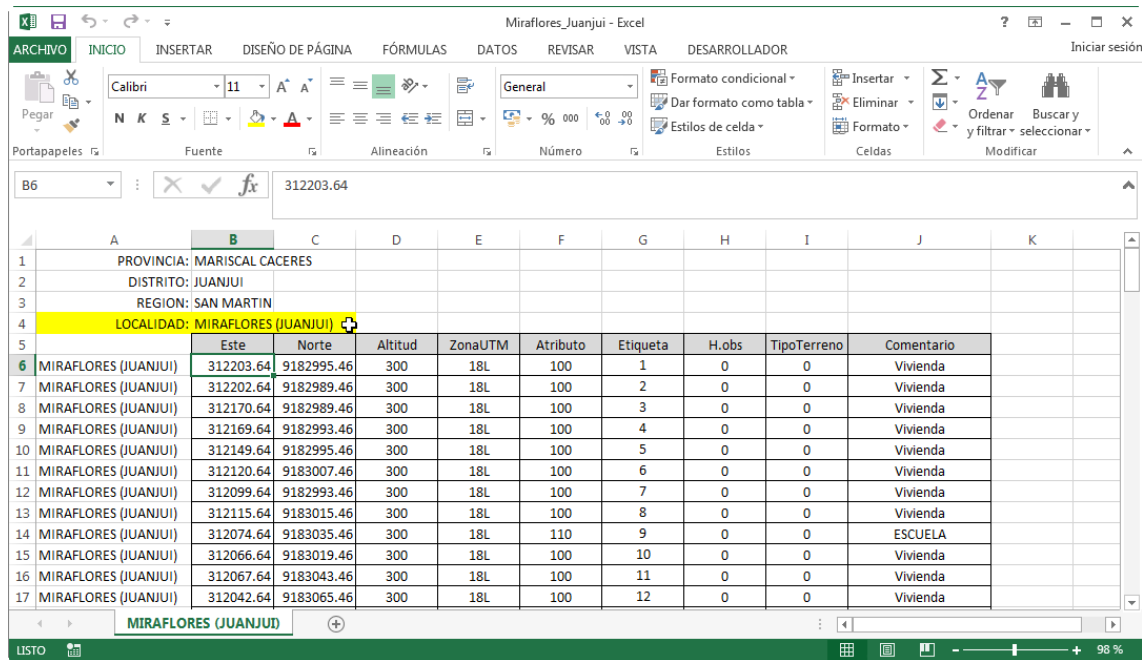 Miraflores_Juanjui - Excel
ARCHIVO INICIO INSERTAR DISEÑO DE PÁGINA FÓRMULAS DATOS REVISAR VISTA DESARROLLADOR Iniciar sesión
Pegar Calibri 11 A A General Formato condicional Insertar Σ A Z
N K S A % 000 Dar formato como tabla Eliminar Ordenar y filtrar Buscar y seleccionar
Estilos de celda Formato
Portapapeles Fuente Alineación Número Estilos Celdas Modificar
B6 fx 312203.64
A B C D E F G H I J K
1 PROVINCIA: MARISCAL CACERES
2 DISTRITO: JUANJUI
3 REGION: SAN MARTIN
4 LOCALIDAD: MIRAFLORES (JUANJUI)
5 Este Norte Altitud ZonaUTM Atributo Etiqueta H.obs TipoTerreno Comentario
6 MIRAFLORES (JUANJUI) 312203.64 9182995.46 300 18L 100 1 0 0 Vivienda
7 MIRAFLORES (JUANJUI) 312202.64 9182989.46 300 18L 100 2 0 0 Vivienda
8 MIRAFLORES (JUANJUI) 312170.64 9182989.46 300 18L 100 3 0 0 Vivienda
9 MIRAFLORES (JUANJUI) 312169.64 9182993.46 300 18L 100 4 0 0 Vivienda
10 MIRAFLORES (JUANJUI) 312149.64 9182995.46 300 18L 100 5 0 0 Vivienda
11 MIRAFLORES (JUANJUI) 312120.64 9183007.46 300 18L 100 6 0 0 Vivienda
12 MIRAFLORES (JUANJUI) 312099.64 9182993.46 300 18L 100 7 0 0 Vivienda
13 MIRAFLORES (JUANJUI) 312115.64 9183015.46 300 18L 100 8 0 0 Vivienda
14 MIRAFLORES (JUANJUI) 312074.64 9183035.46 300 18L 110 9 0 0 ESCUELA
15 MIRAFLORES (JUANJUI) 312066.64 9183019.46 300 18L 100 10 0 0 Vivienda
16 MIRAFLORES (JUANJUI) 312067.64 9183043.46 300 18L 100 11 0 0 Vivienda
17 MIRAFLORES (JUANJUI) 312042.64 9183065.46 300 18L 100 12 0 0 Vivienda
MIRAFLORES (JUANJUI)
LISTO 98 %